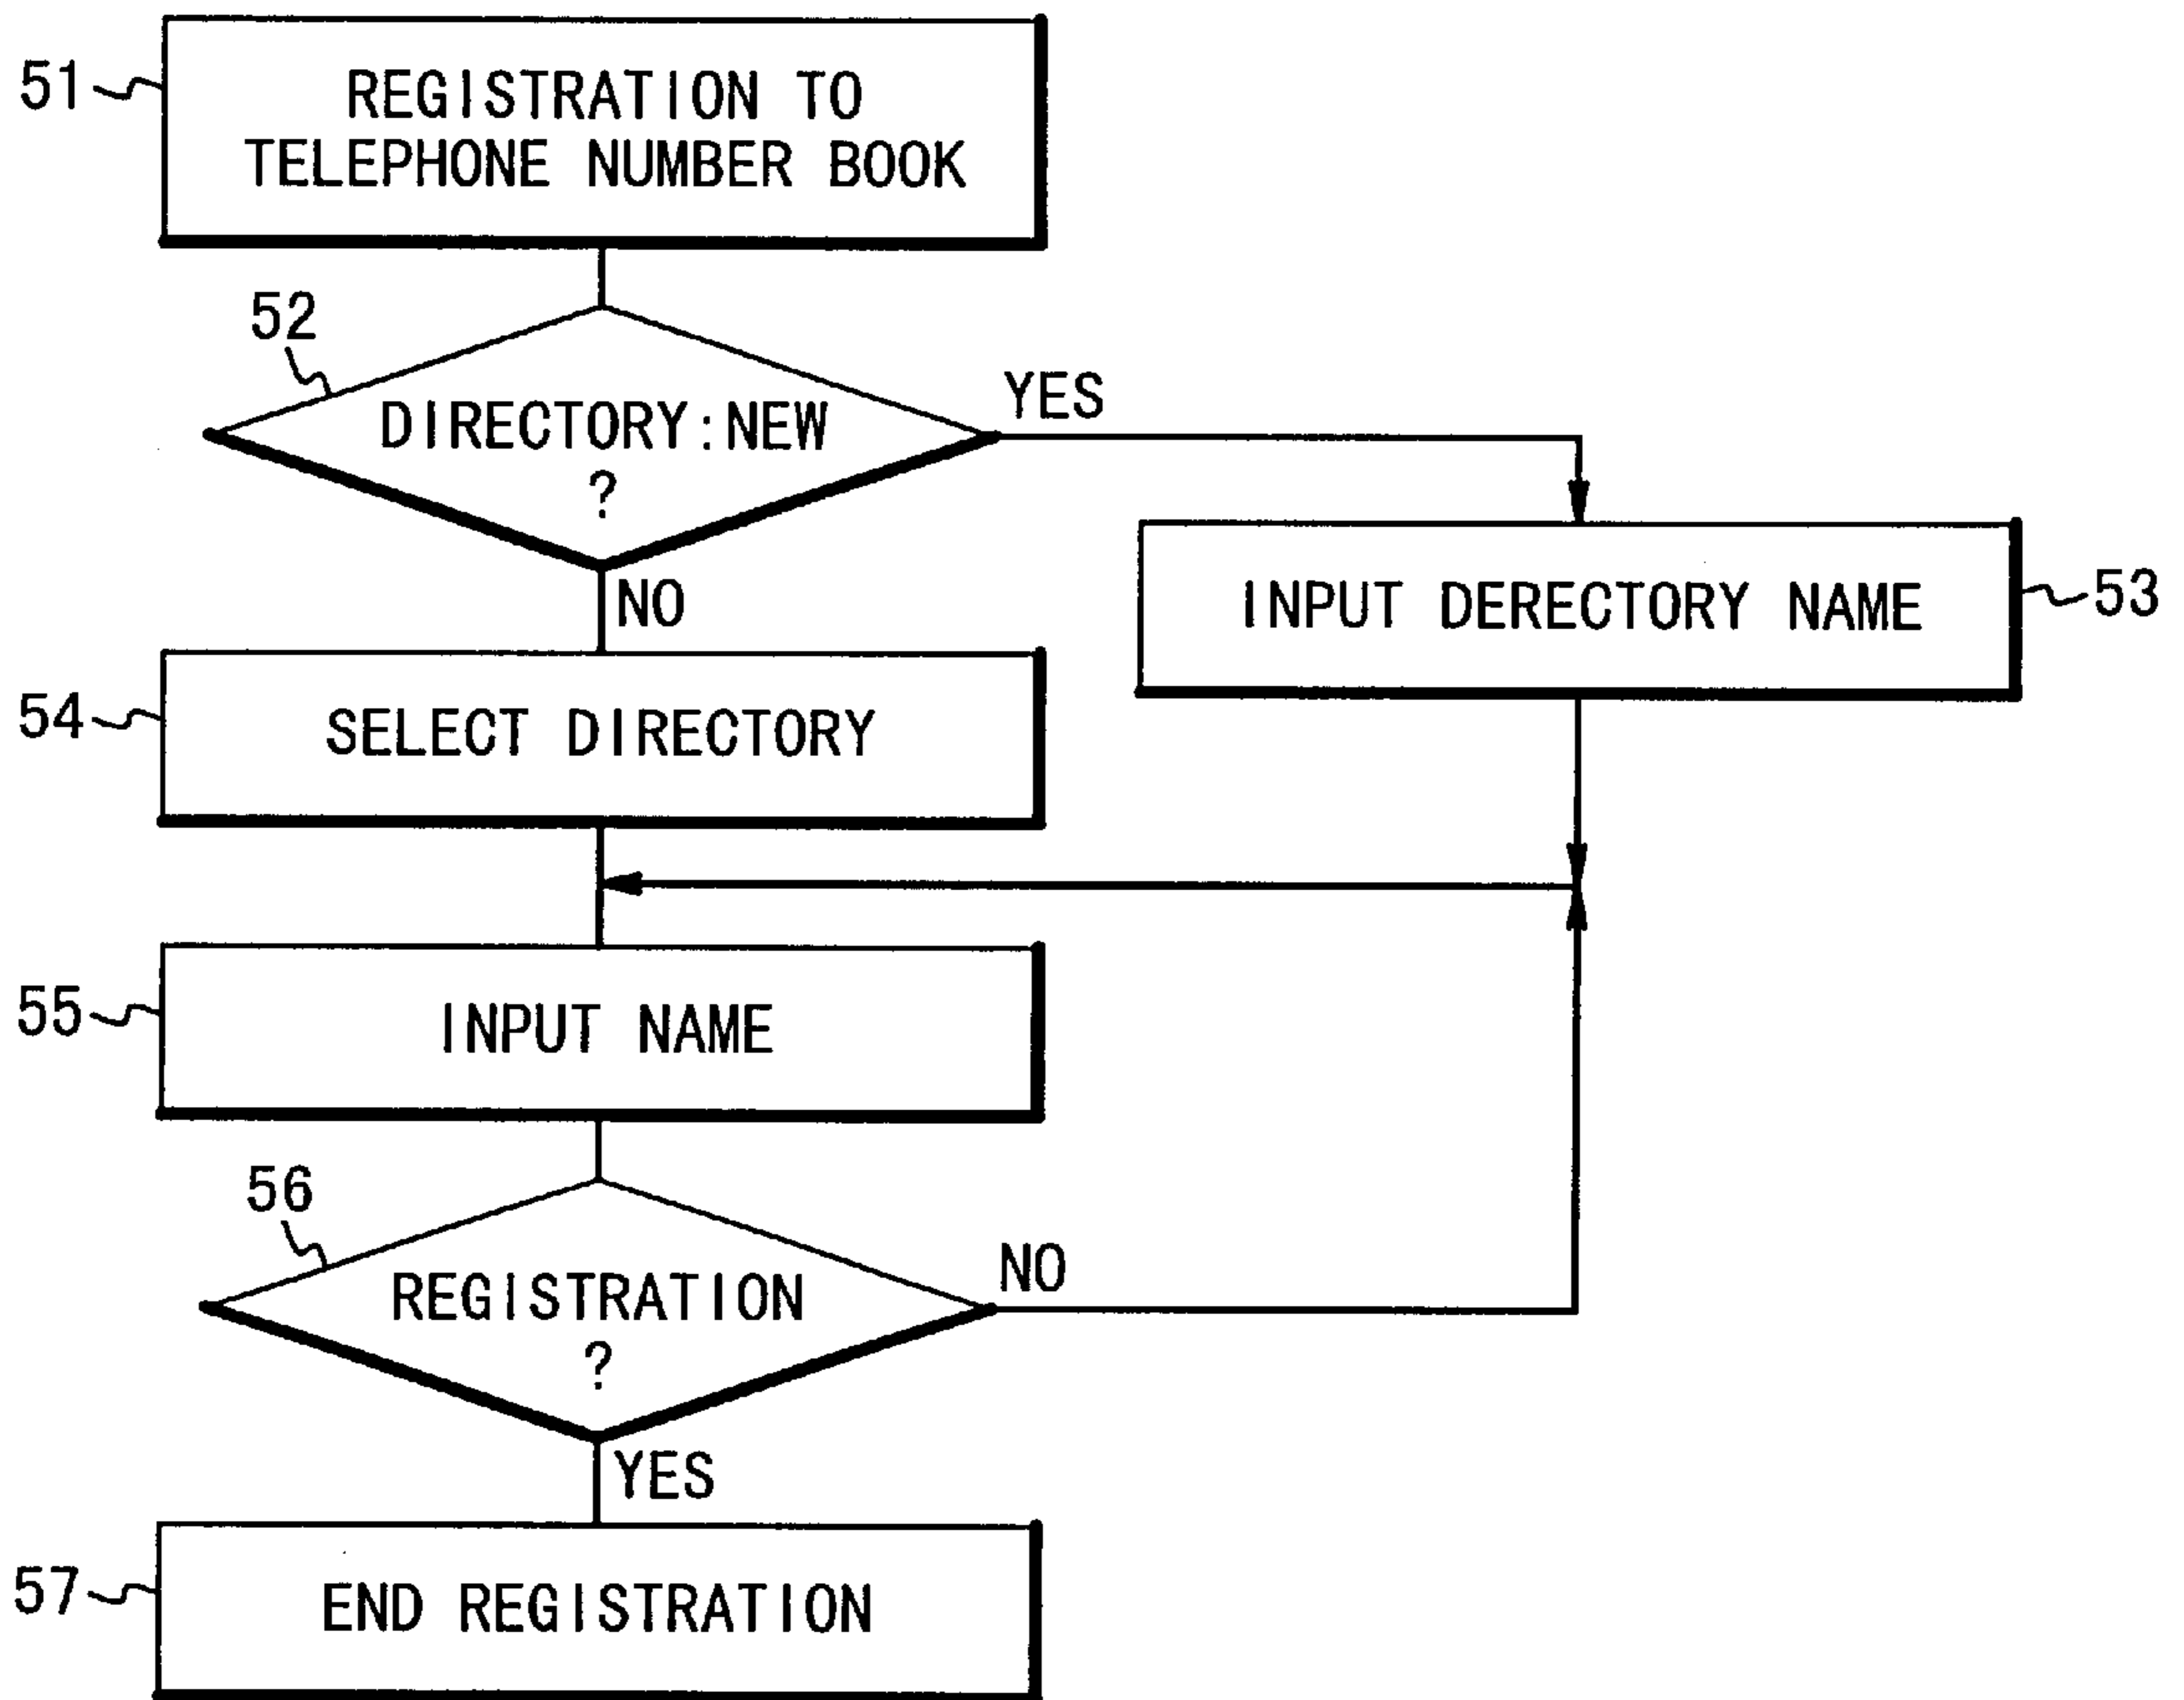 51
REGISTRATION TO
TELEPHONE NUMBER BOOK
52
DIRECTORY:NEW
?
YES
NO
INPUT DERECTORY NAME
53
54
SELECT DIRECTORY
55
INPUT NAME
56
REGISTRATION
?
NO
YES
57
END REGISTRATION